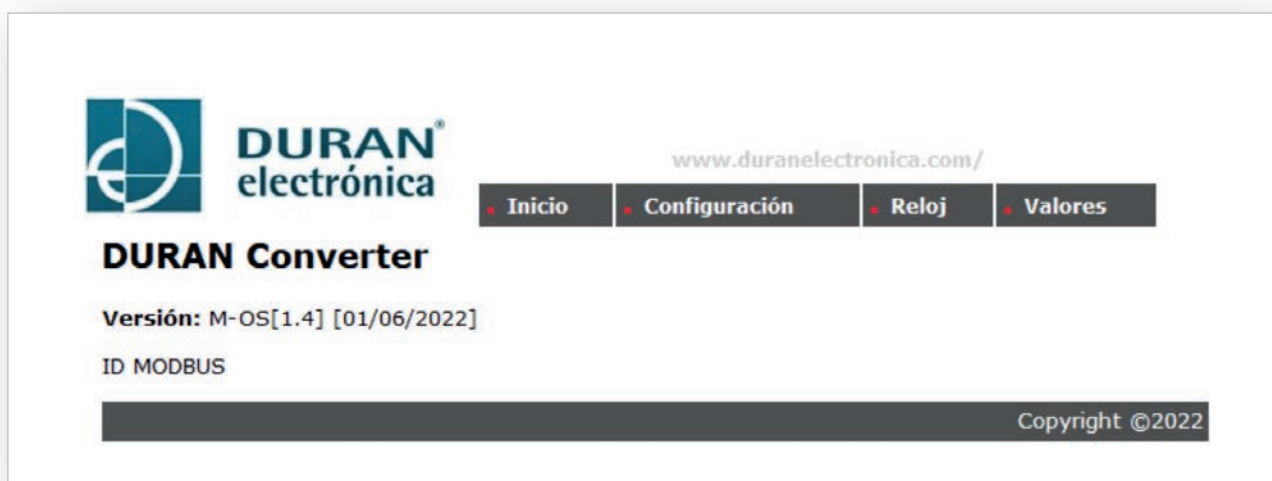 DURAN®
electrónica
www.duranelectronica.com/
Inicio Configuración Reloj Valores
DURAN Converter
Versión: M-OS[1.4] [01/06/2022]
ID MODBUS
Copyright ©2022